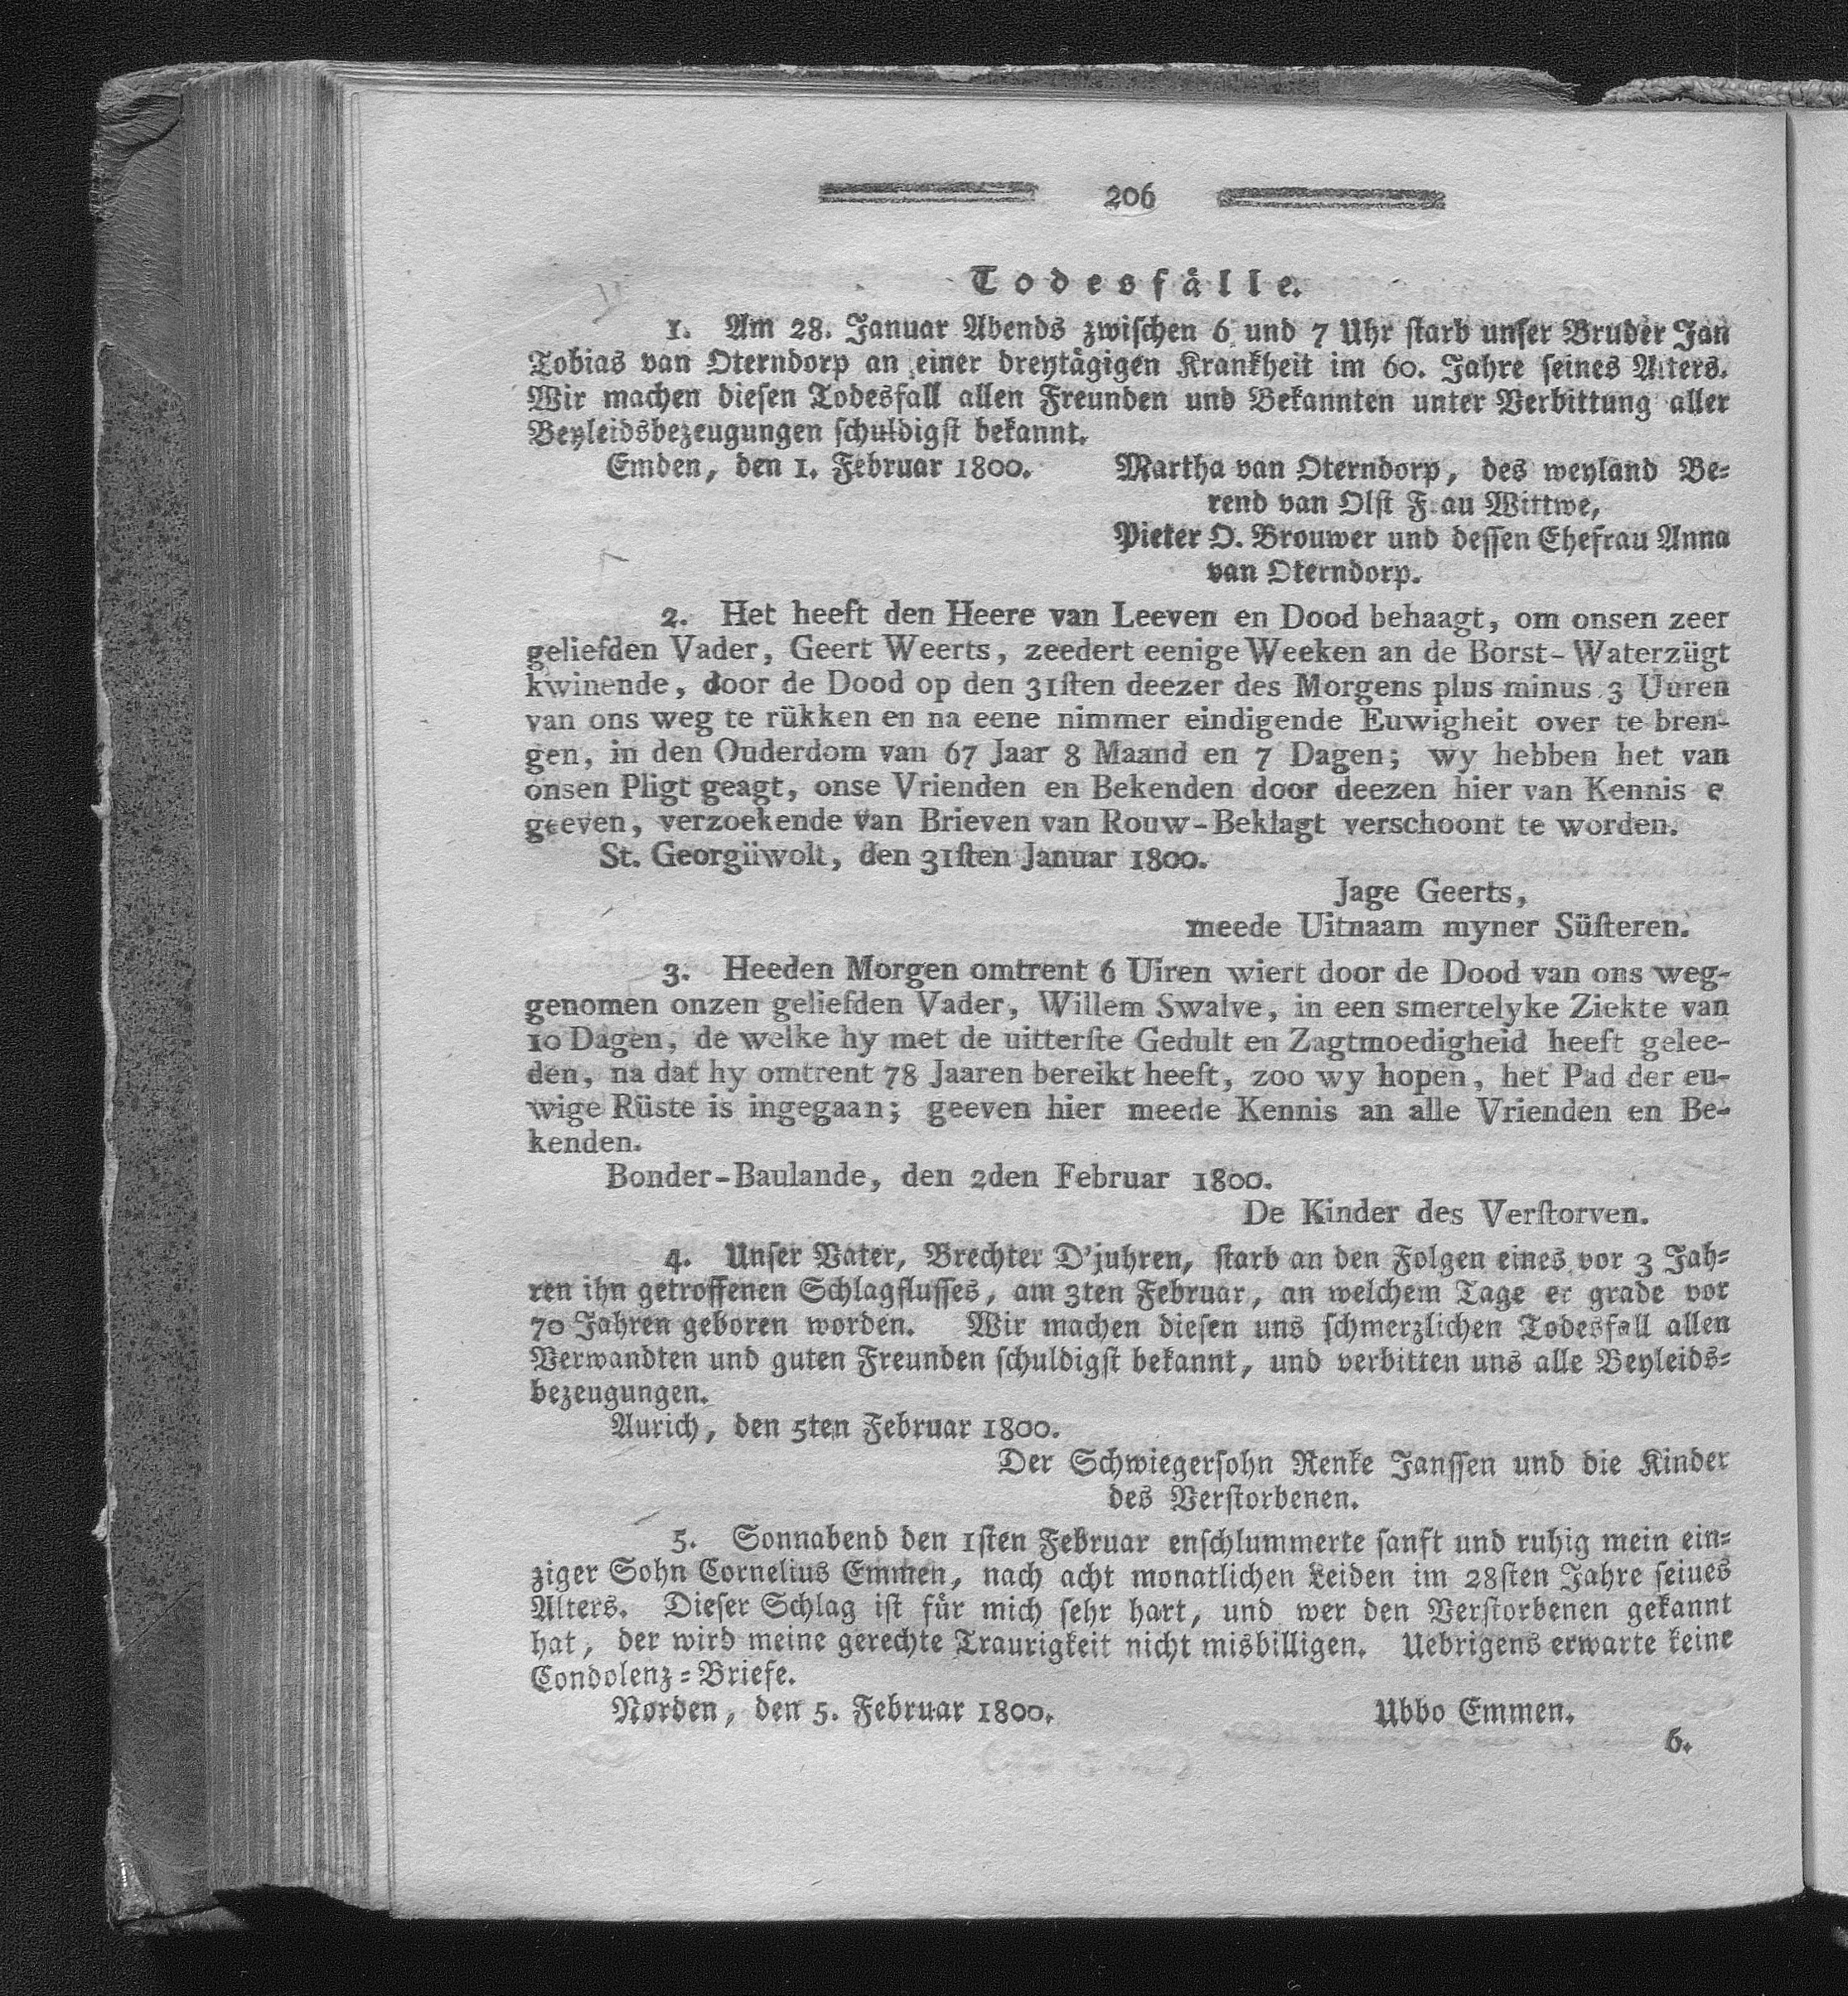 206
Todesfälle.
1. Am 28. Januar Abends zwischen 6 und 7 Uhr starb unser Bruder Jan
Tobias van Oterndorp an einer dreytägigen Krankheit im 60. Jahre seines Alters.
Wir machen diesen Todesfall allen Freunden und Bekannten unter Verbittung aller
Beyleidsbezeugungen schuldigst bekannt.
Emden, den 1. Februar 1800. Martha van Oterndorp, des weyland Be-
rend van Olst Frau Wittwe,
Pieter O. Brouwer und dessen Ehefrau Anna
van Oterndorp.
2. Het heeft den Heere van Leeven en Dood behaagt, om onsen zeer
geliefden Vader, Geert Weerts, zeedert eenige Weeken an de Borst-Waterzügt
kwinende, door de Dood op den 31sten deezer des Morgens plus minus 3 Uuren
van ons weg te rükken en na eene nimmer eindigende Euwigheit over te bren-
gen, in den Ouderdom van 67 Jaar 8 Maand en 7 Dagen; wy hebben het van
onsen Pligt geagt, onse Vrienden en Bekenden door deezen hier van Kennis e
geeven, verzoekende van Brieven van Rouw-Beklagt verschoont te worden.
St. Georgiiwolt, den 31sten Januar 1800.
Jage Geerts,
meede Uitnaam myner Süsteren.
3. Heeden Morgen omtrent 6 Uiren wiert door de Dood van ons weg-
genomen onzen geliefden Vader, Willem Swalve, in een smertelyke Ziekte van
10 Dagen, de welke hy met de uitterste Gedult en Zagtmoedigheid heeft gelee-
den, na dat hy omtrent 78 Jaaren bereikt heeft, zoo wy hopen, het Pad der eu-
wige Rüste is ingegaan; geeven hier meede Kennis an alle Vrienden en Be-
kenden.
Bonder-Baulande, den 2den Februar 1800.
De Kinder des Verstorven.
4. Unser Vater, Brechter D'juhren, starb an den Folgen eines vor 3 Jah-
ren ihn getroffenen Schlagflusses, am 3ten Februar, an welchem Tage er grade vor
70 Jahren geboren worden. Wir machen diesen uns schmerzlichen Todesfall allen
Verwandten und guten Freunden schuldigst bekannt, und verbitten uns alle Beyleids-
bezeugungen.
Aurich, den 5ten Februar 1800.
Der Schwiegersohn Renke Janssen und die Kinder
des Verstorbenen.
5. Sonnabend den 1sten Februar enschlummerte sanft und ruhig mein ein-
ziger Sohn Cornelius Emmen, nach acht monatlichen Leiden im 28sten Jahre seiues
Alters. Dieser Schlag ist für mich sehr hart, und wer den Verstorbenen gekannt
hat, der wird meine gerechte Traurigkeit nicht misbilligen. Uebrigens erwarte keine
Condolenz-Briefe.
Norden, den 5. Februar 1800. Ubbo Emmen.
6.